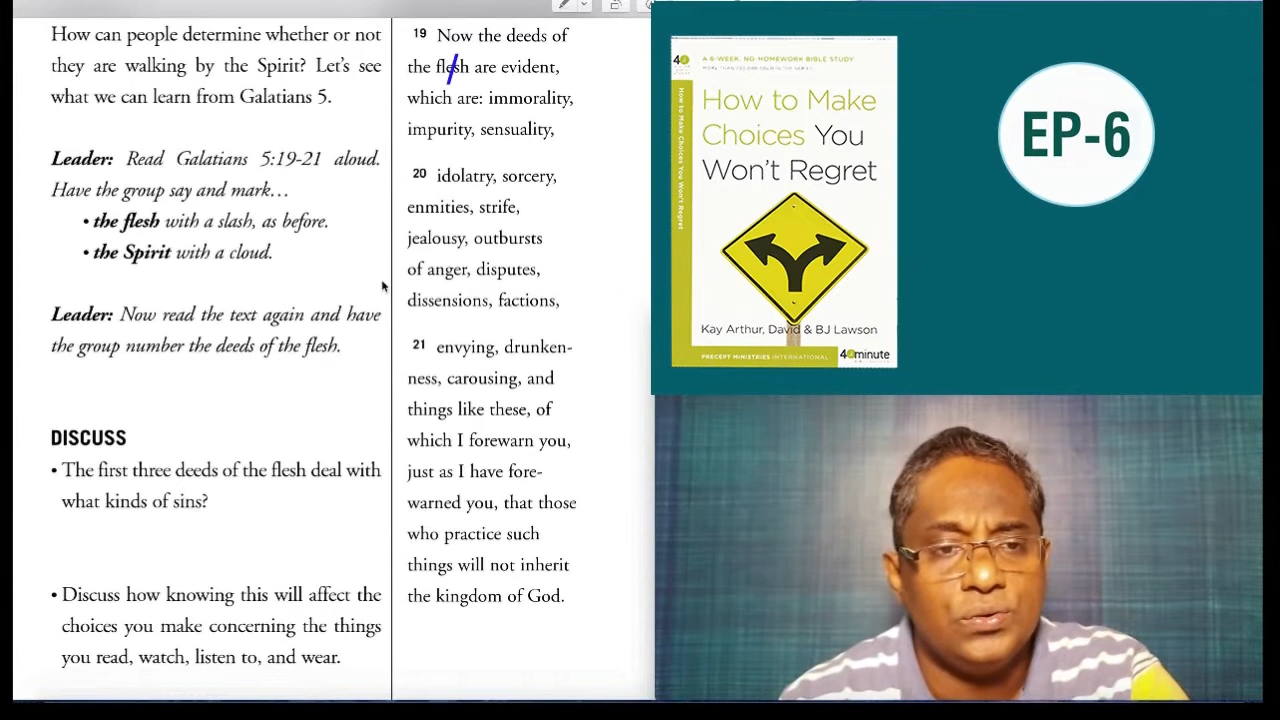 How can people determine whether or not
they are walking by the Spirit? Let's see
what we can learn from Galatians 5.
Leader: Read Galatians 5:19-21 aloud.
Have the group say and mark…
• the flesh with a slash, as before.
• the Spirit with a cloud.
Leader: Now read the text again and have
the group number the deeds of the flesh.
DISCUSS
• The first three deeds of the flesh deal with
what kinds of sins?
• Discuss how knowing this will affect the
choices you make concerning the things
you read, watch, listen to, and wear.
19 Now the deeds of
the flesh are evident,
which are: immorality,
impurity, sensuality,
20 idolatry, sorcery,
enmities, strife,
jealousy, outbursts
of anger, disputes,
dissensions, factions,
21 envying, drunken-
ness, carousing, and
things like these, of
which I forewarn you,
just as I have fore-
warned you, that those
who practice such
things will not inherit
the kingdom of God.
A 6-WEEK, NO-HOMEWORK BIBLE STUDY
How to Make Choices You Won't Regret
How to Make
Choices You
Won't Regret
Kay Arthur, David & BJ Lawson
PRECEPT MINISTRIES INTERNATIONAL
40 minute
EP-6